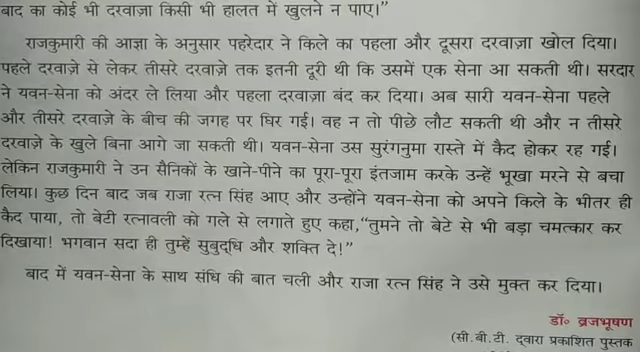 बाद का कोई भी दरवाज़ा किसी भी हालत में खुलने न पाए।”
राजकुमारी की आज्ञा के अनुसार पहरेदार ने किले का पहला और दूसरा दरवाज़ा खोल दिया।
पहले दरवाज़े से लेकर तीसरे दरवाज़े तक इतनी दूरी थी कि उसमें एक सेना आ सकती थी। सरदार
ने यवन-सेना को अंदर ले लिया और पहला दरवाज़ा बंद कर दिया। अब सारी यवन-सेना पहले
और तीसरे दरवाज़े के बीच की जगह पर घिर गई। वह न तो पीछे लौट सकती थी और न तीसरे
दरवाज़े के खुले बिना आगे जा सकती थी। यवन-सेना उस सुरंगनुमा रास्ते में कैद होकर रह गई।
लेकिन राजकुमारी ने उन सैनिकों के खाने-पीने का पूरा-पूरा इंतजाम करके उन्हें भूखा मरने से बचा
लिया। कुछ दिन बाद जब राजा रत्न सिंह आए और उन्होंने यवन-सेना को अपने किले के भीतर ही
कैद पाया, तो बेटी रत्नावली को गले से लगाते हुए कहा,“तुमने तो बेटे से भी बड़ा चमत्कार कर
दिखाया! भगवान सदा ही तुम्हें सुबुद्धि और शक्ति दे!”
बाद में यवन-सेना के साथ संधि की बात चली और राजा रत्न सिंह ने उसे मुक्त कर दिया।
डॉ॰ व्रजभूषण
(सी.बी.टी. द्वारा प्रकाशित पुस्तक